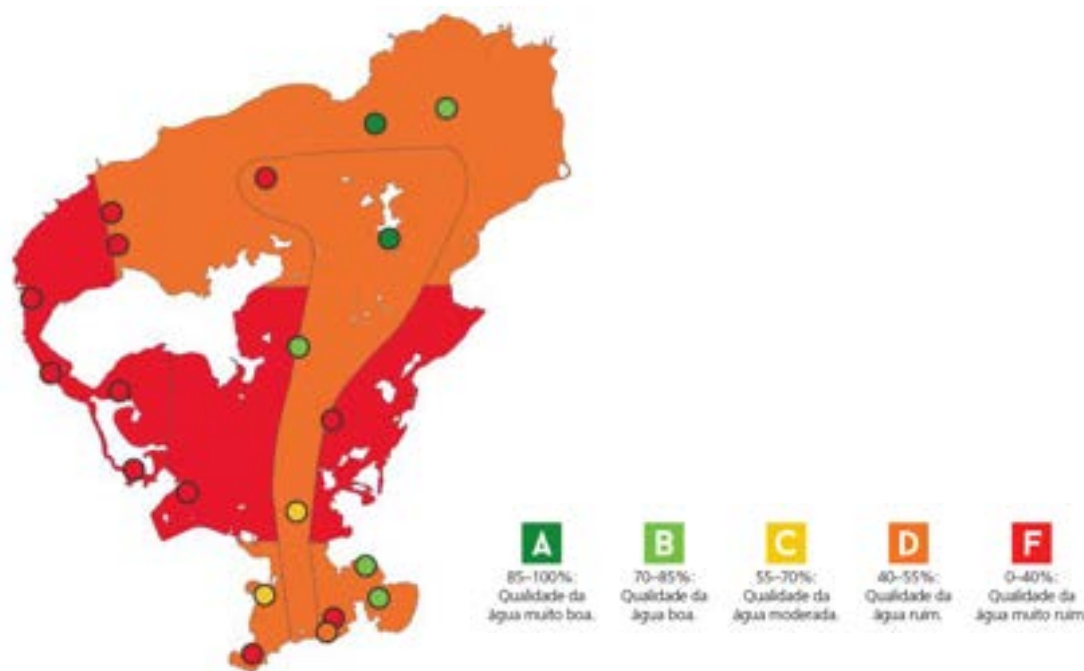 A
85–100%:
Qualidade da
água muito boa.
B
70–85%:
Qualidade da
água boa.
C
55–70%:
Qualidade da
água moderada.
D
40–55%:
Qualidade da
água ruim.
F
0–40%:
Qualidade da
água muito ruim